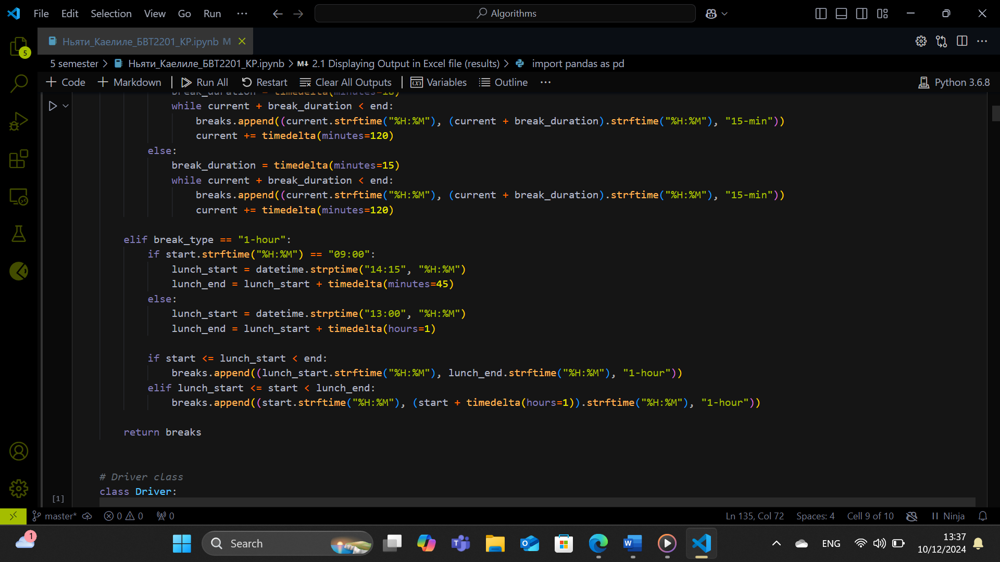 File Edit Selection View Go Run ··· Algorithms
5
Ньяти_Каелиле_БВТ2201_КР.ipynb M
5 semester > Ньяти_Каелиле_БВТ2201_КР.ipynb > M↓ 2.1 Displaying Output in Excel file (results) > import pandas as pd
+ Code + Markdown | Run All Restart Clear All Outputs | Variables Outline ··· Python 3.6.8
break_duration = timedelta(minutes=18)
while current + break_duration < end:
breaks.append((current.strftime("%H:%M"), (current + break_duration).strftime("%H:%M"), "15-min"))
current += timedelta(minutes=120)
else:
break_duration = timedelta(minutes=15)
while current + break_duration < end:
breaks.append((current.strftime("%H:%M"), (current + break_duration).strftime("%H:%M"), "15-min"))
current += timedelta(minutes=120)
elif break_type == "1-hour":
if start.strftime("%H:%M") == "09:00":
lunch_start = datetime.strptime("14:15", "%H:%M")
lunch_end = lunch_start + timedelta(minutes=45)
else:
lunch_start = datetime.strptime("13:00", "%H:%M")
lunch_end = lunch_start + timedelta(hours=1)
if start <= lunch_start < end:
breaks.append((lunch_start.strftime("%H:%M"), lunch_end.strftime("%H:%M"), "1-hour"))
elif lunch_start <= start < lunch_end:
breaks.append((start.strftime("%H:%M"), (start + timedelta(hours=1)).strftime("%H:%M"), "1-hour"))
return breaks
# Driver class
class Driver:
[1]
master* 0 0 0 Ln 135, Col 72 Spaces: 4 Cell 9 of 10 Ninja
1 Search ENG 13:37
10/12/2024